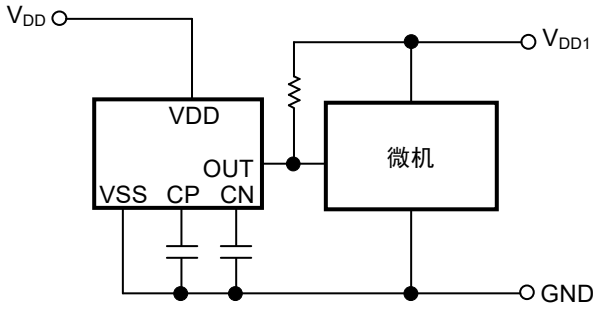 VDD
VDD1
VDD
微机
OUT
VSS CP CN
GND